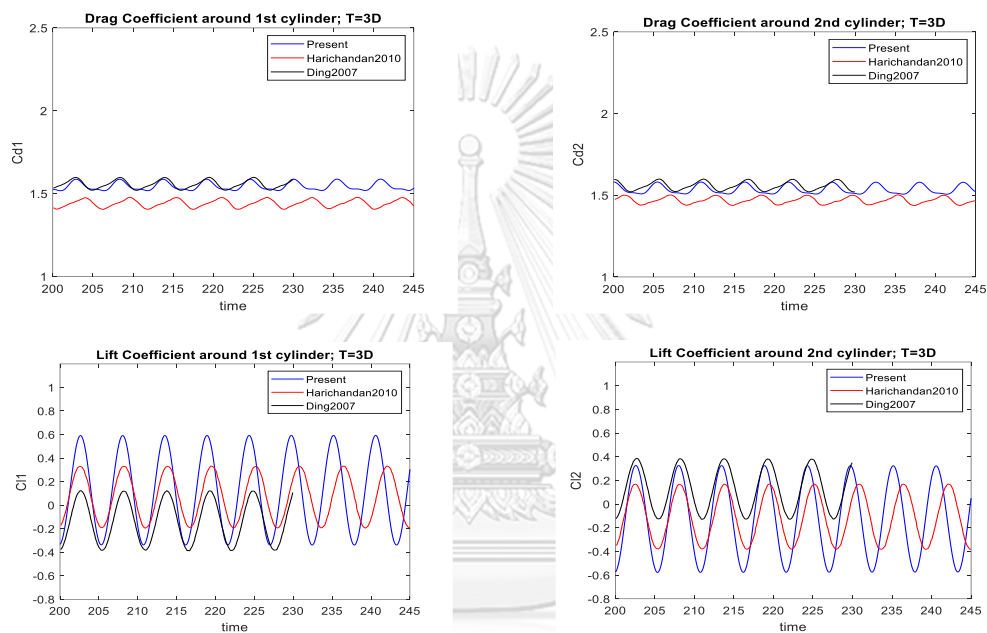 Drag Coefficient around 1st cylinder; T=3D
2.5
2
1.5
1
Cd1
200 205 210 215 220 225 230 235 240 245
time
Present
Harichandan2010
Ding2007
Drag Coefficient around 2nd cylinder; T=3D
2.5
2
1.5
1
Cd2
200 205 210 215 220 225 230 235 240 245
time
Present
Harichandan2010
Ding2007
Lift Coefficient around 1st cylinder; T=3D
1
0.8
0.6
0.4
0.2
0
-0.2
-0.4
-0.6
-0.8
Cl1
200 205 210 215 220 225 230 235 240 245
time
Present
Harichandan2010
Ding2007
Lift Coefficient around 2nd cylinder; T=3D
1
0.8
0.6
0.4
0.2
0
-0.2
-0.4
-0.6
-0.8
Cl2
200 205 210 215 220 225 230 235 240 245
time
Present
Harichandan2010
Ding2007